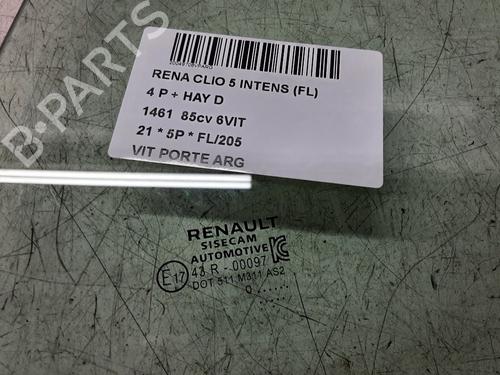 B-PARTS
RENA CLIO 5 INTENS (FL)
4 P + HAY D
1461 85cv 6VIT
21 * 5P * FL/205
VIT PORTE ARG
RENAULT
SISECAM
AUTOMOTIVE
E17 43 R - 00097
DOT 511 M311 AS2
0 ......